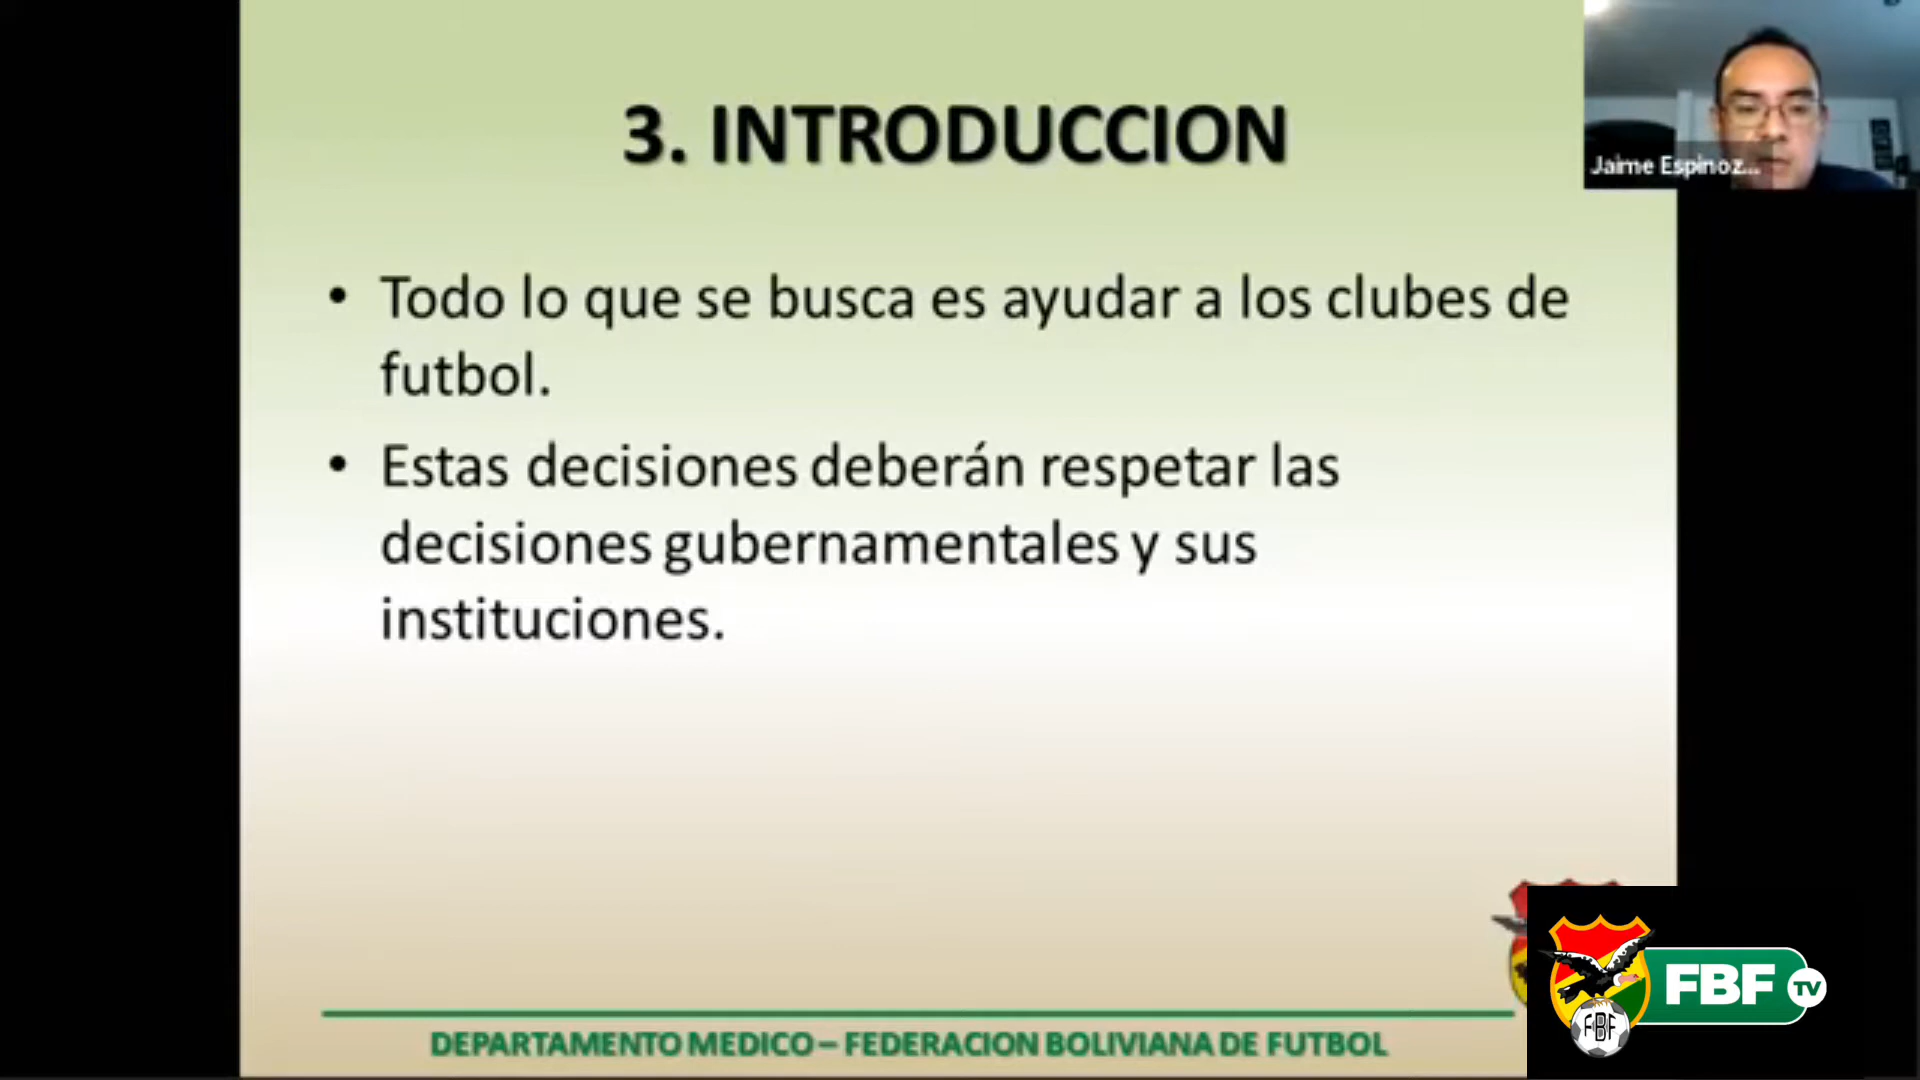 3. INTRODUCCION
Jaime Espinoz...
• Todo lo que se busca es ayudar a los clubes de
futbol.
• Estas decisiones deberán respetar las
decisiones gubernamentales y sus
instituciones.
DEPARTAMENTO MEDICO – FEDERACION BOLIVIANA DE FUTBOL
FBF TV
FBF